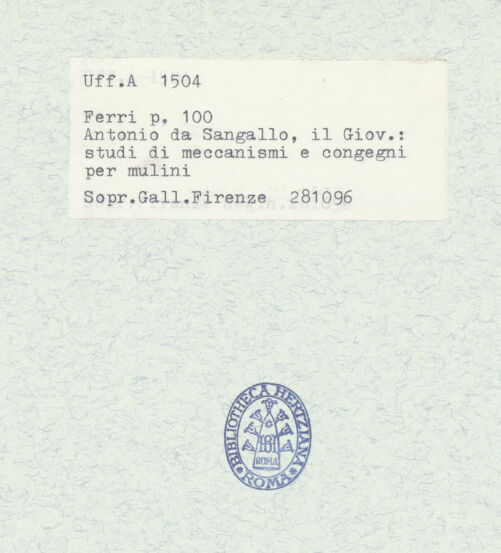 Uff.A 1504
Ferri p. 100
Antonio da Sangallo, il Giov.:
studi di meccanismi e congegni
per mulini
Sopr.Gall.Firenze 281096
BIBLIOTHECA HERTZIANA
BH
ROMA
ROMA